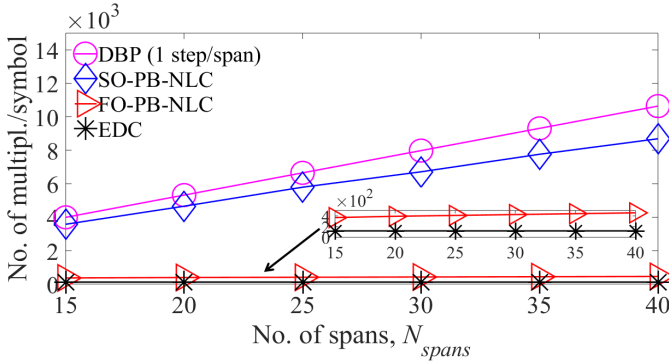 ×10³
14
12
10
8
6
4
2
0
No. of multipl./symbol
DBP (1 step/span)
SO-PB-NLC
FO-PB-NLC
EDC
×10²
4
2
0
15 20 25 30 35 40
15 20 25 30 35 40
No. of spans, N_spans